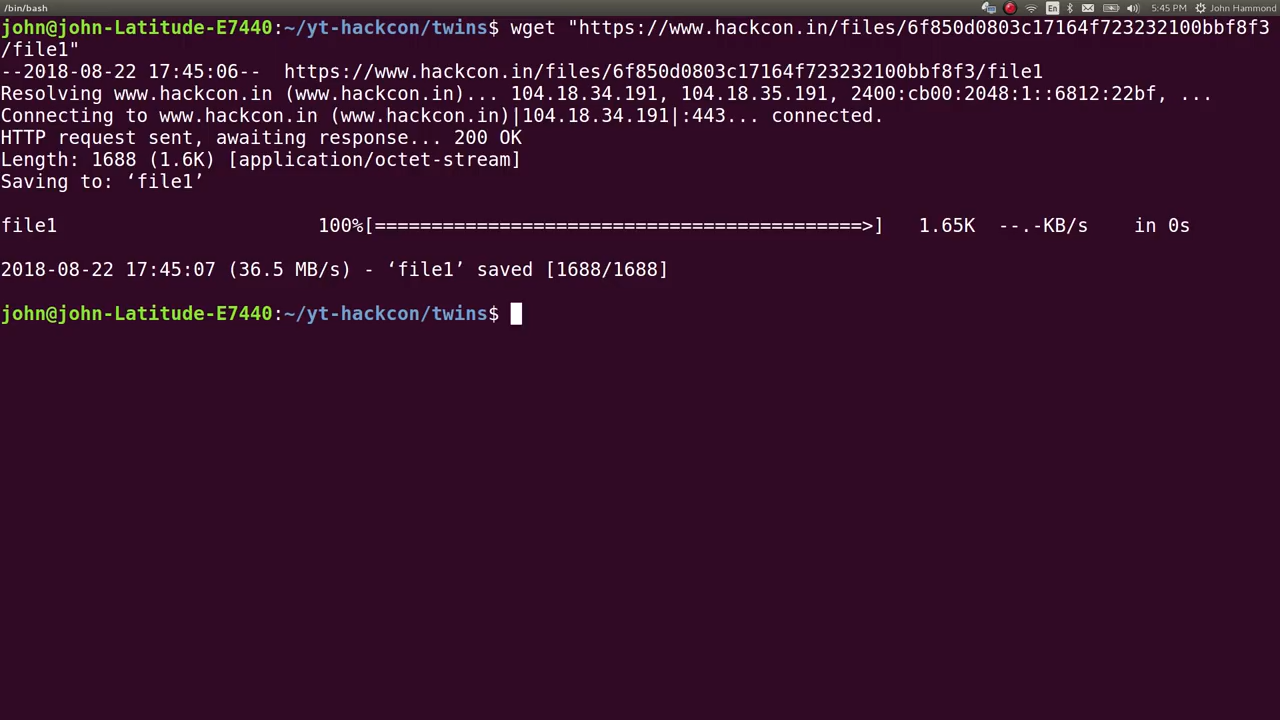 /bin/bash
En
5:45 PM
John Hammond
john@john-Latitude-E7440:~/yt-hackcon/twins$ wget "https://www.hackcon.in/files/6f850d0803c17164f723232100bbf8f3
/file1"
--2018-08-22 17:45:06--  https://www.hackcon.in/files/6f850d0803c17164f723232100bbf8f3/file1
Resolving www.hackcon.in (www.hackcon.in)... 104.18.34.191, 104.18.35.191, 2400:cb00:2048:1::6812:22bf, ...
Connecting to www.hackcon.in (www.hackcon.in)|104.18.34.191|:443... connected.
HTTP request sent, awaiting response... 200 OK
Length: 1688 (1.6K) [application/octet-stream]
Saving to: ‘file1’
file1 100%[===========================================>] 1.65K --.-KB/s in 0s
2018-08-22 17:45:07 (36.5 MB/s) - ‘file1’ saved [1688/1688]
john@john-Latitude-E7440:~/yt-hackcon/twins$